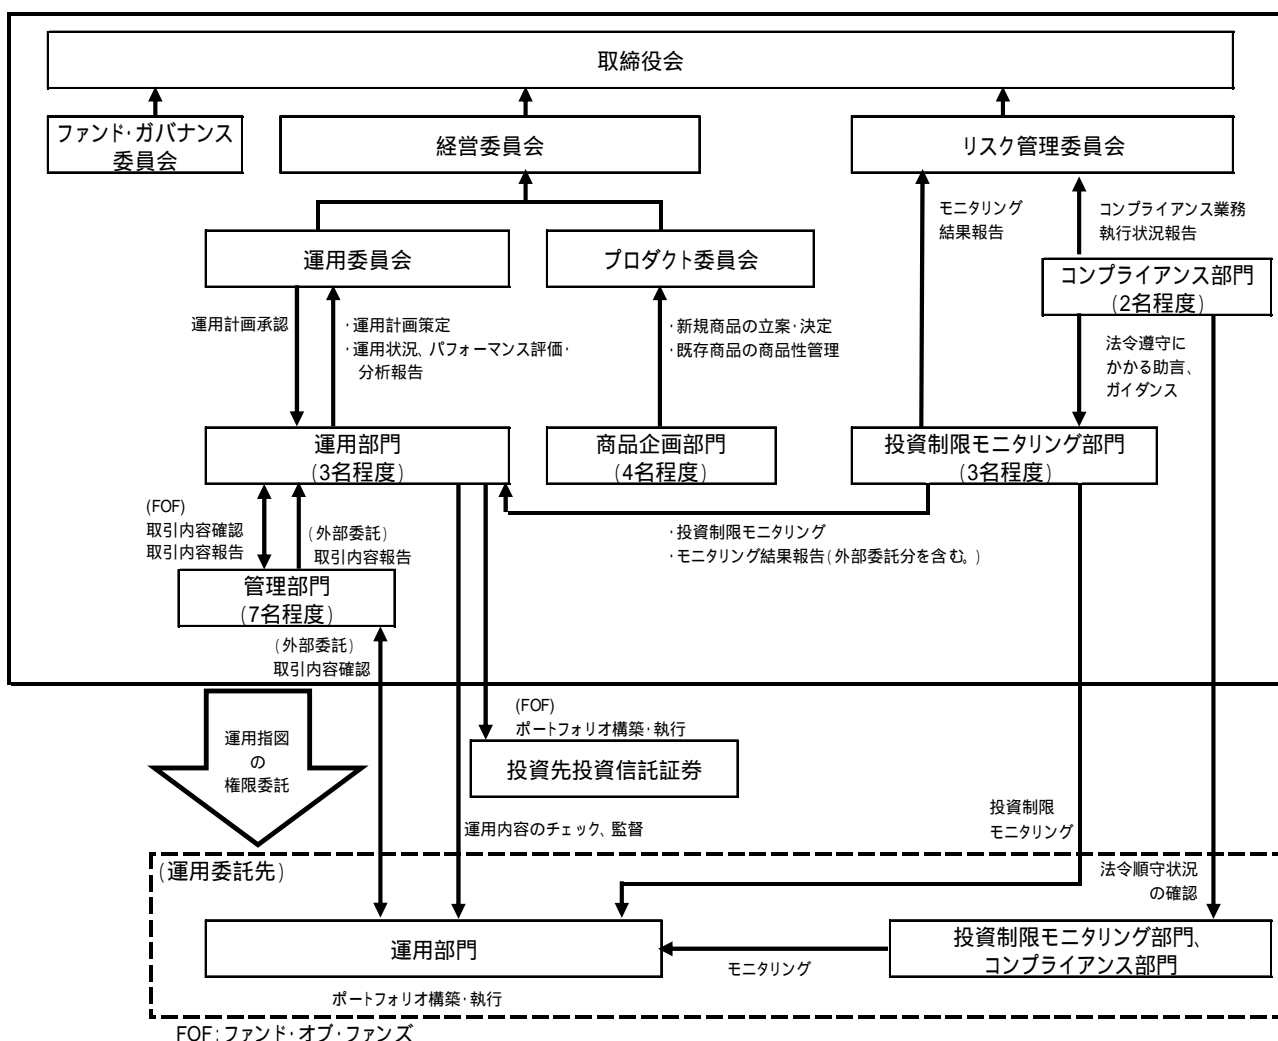 取締役会
ファンド・ガバナンス
委員会
経営委員会
リスク管理委員会
モニタリング
結果報告
コンプライアンス業務
執行状況報告
運用委員会
プロダクト委員会
コンプライアンス部門
(2名程度)
運用計画承認
・運用計画策定
・運用状況、パフォーマンス評価・
分析報告
・新規商品の立案・決定
・既存商品の商品性管理
法令遵守に
かかる助言、
ガイダンス
運用部門
(3名程度)
商品企画部門
(4名程度)
投資制限モニタリング部門
(3名程度)
(FOF)
取引内容確認
取引内容報告
(外部委託)
取引内容報告
・投資制限モニタリング
・モニタリング結果報告(外部委託分を含む。)
管理部門
(7名程度)
(外部委託)
取引内容確認
運用指図
の
権限委託
(FOF)
ポートフォリオ構築・執行
投資先投資信託証券
運用内容のチェック、監督
投資制限
モニタリング
(運用委託先)
法令順守状況
の確認
運用部門
モニタリング
投資制限モニタリング部門、
コンプライアンス部門
ポートフォリオ構築・執行
FOF:ファンド・オブ・ファンズ